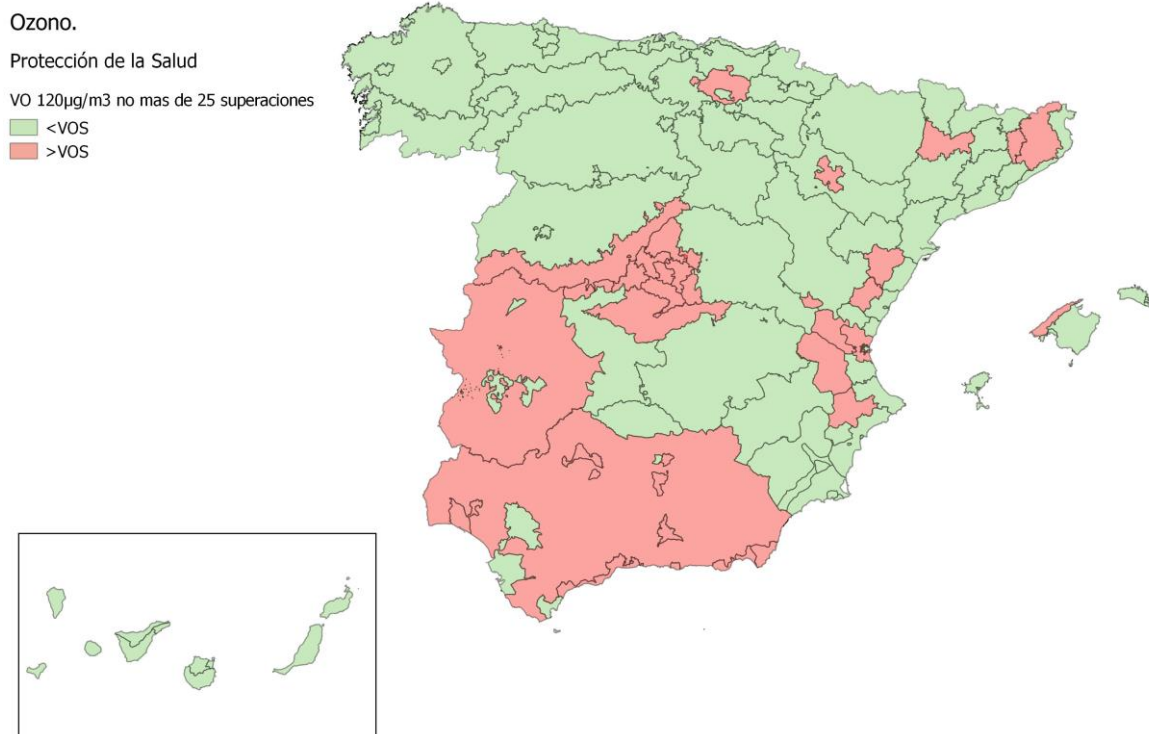 Ozono.
Protección de la Salud
VO 120µg/m3 no mas de 25 superaciones
<VOS
>VOS